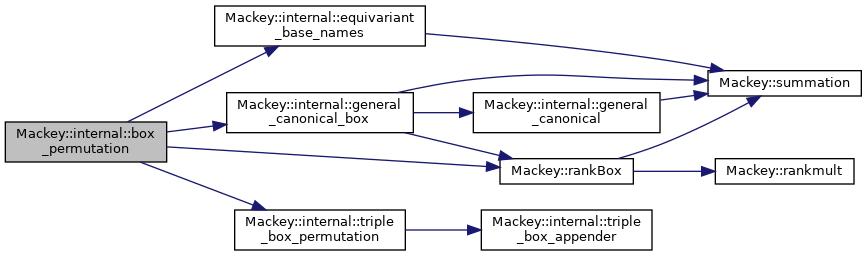 Mackey::internal::box
_permutation
Mackey::internal::equivariant
_base_names
Mackey::internal::general
_canonical_box
Mackey::internal::general
_canonical
Mackey::summation
Mackey::rankBox
Mackey::rankmult
Mackey::internal::triple
_box_permutation
Mackey::internal::triple
_box_appender